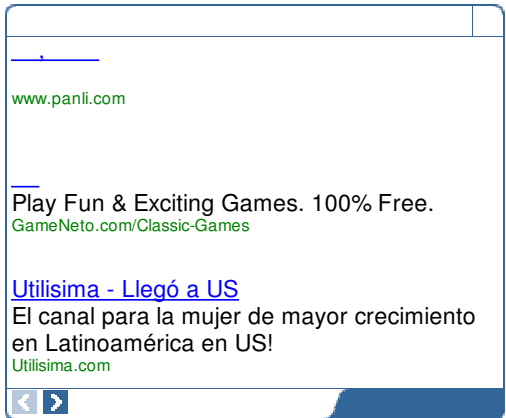 ,
www.panli.com
Play Fun & Exciting Games. 100% Free.
GameNeto.com/Classic-Games
Utilisima - Llegó a US
El canal para la mujer de mayor crecimiento
en Latinoamérica en US!
Utilisima.com